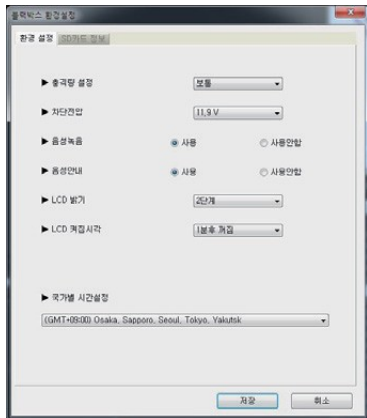 블랙박스 환경설정
환경 설정 SD카드 정보
▶ 충격량 설정 보통
▶ 차단전압 11,9 V
▶ 음성녹음 사용 사용안함
▶ 음성안내 사용 사용안함
▶ LCD 밝기 2단계
▶ LCD 꺼짐시각 1분후 꺼짐
▶ 국가별 시간설정
(GMT+09:00) Osaka, Sapporo, Seoul, Tokyo, Yakutsk
저장 취소